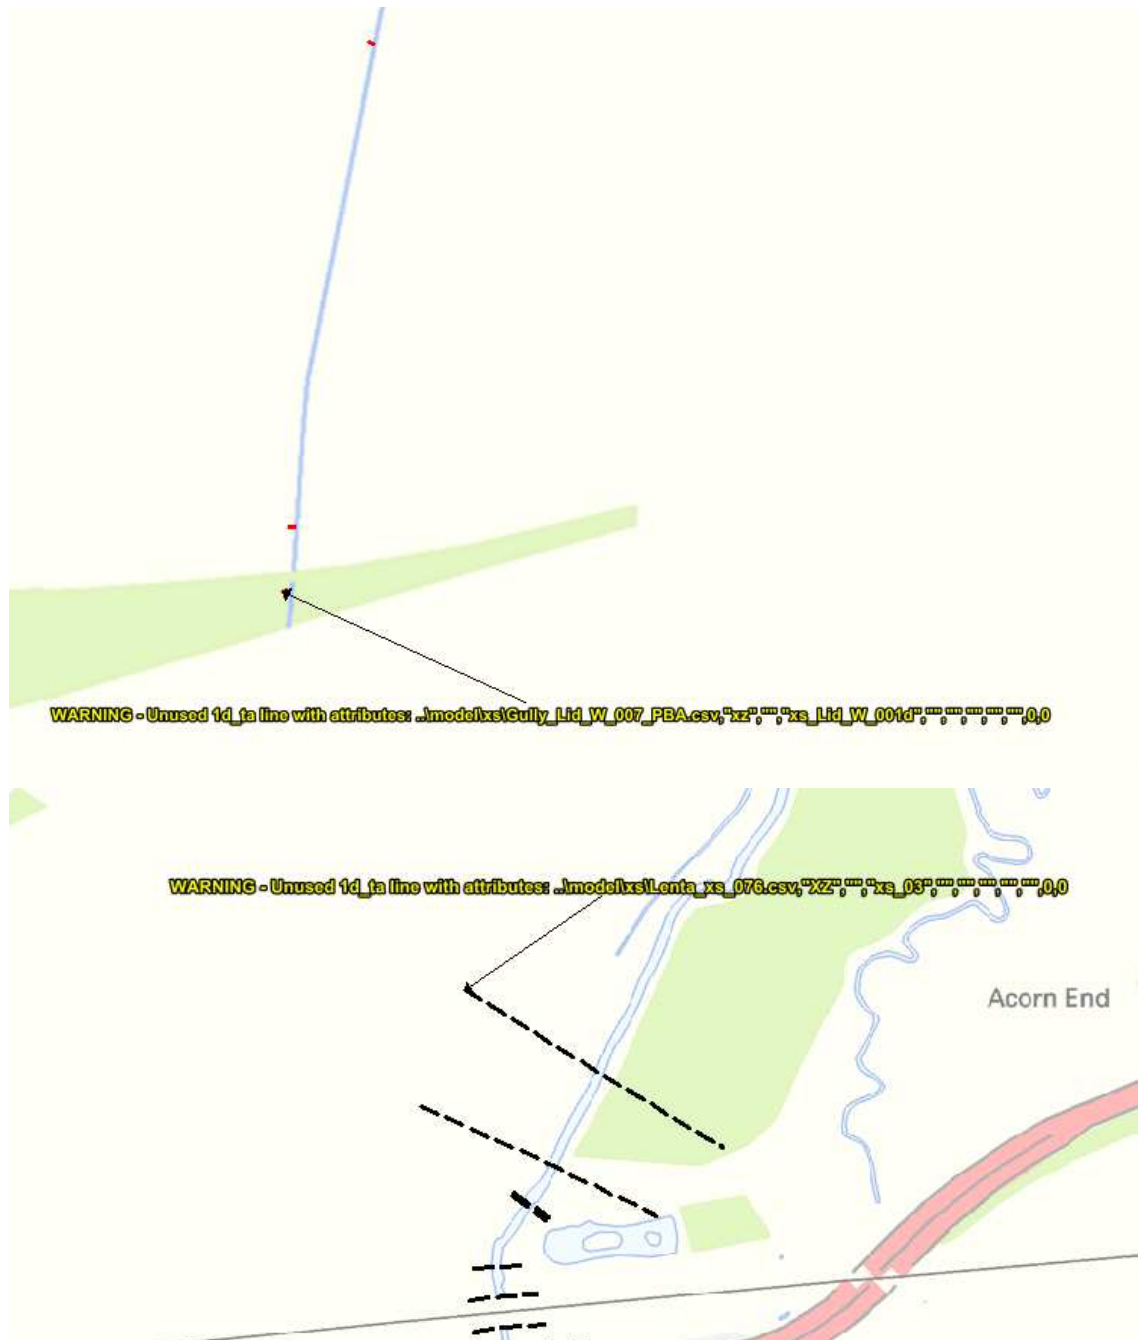 WARNING - Unused 1d_ta line with attributes: ..\model\xs\Gully_Lid_W_007_PBA.csv,"xz","","xs_Lid_W_001d","","","","","",0,0
WARNING - Unused 1d_ta line with attributes: ..\model\xs\Lenta_xs_076.csv,"XZ","","xs_03","","","","","",0,0
Acorn End